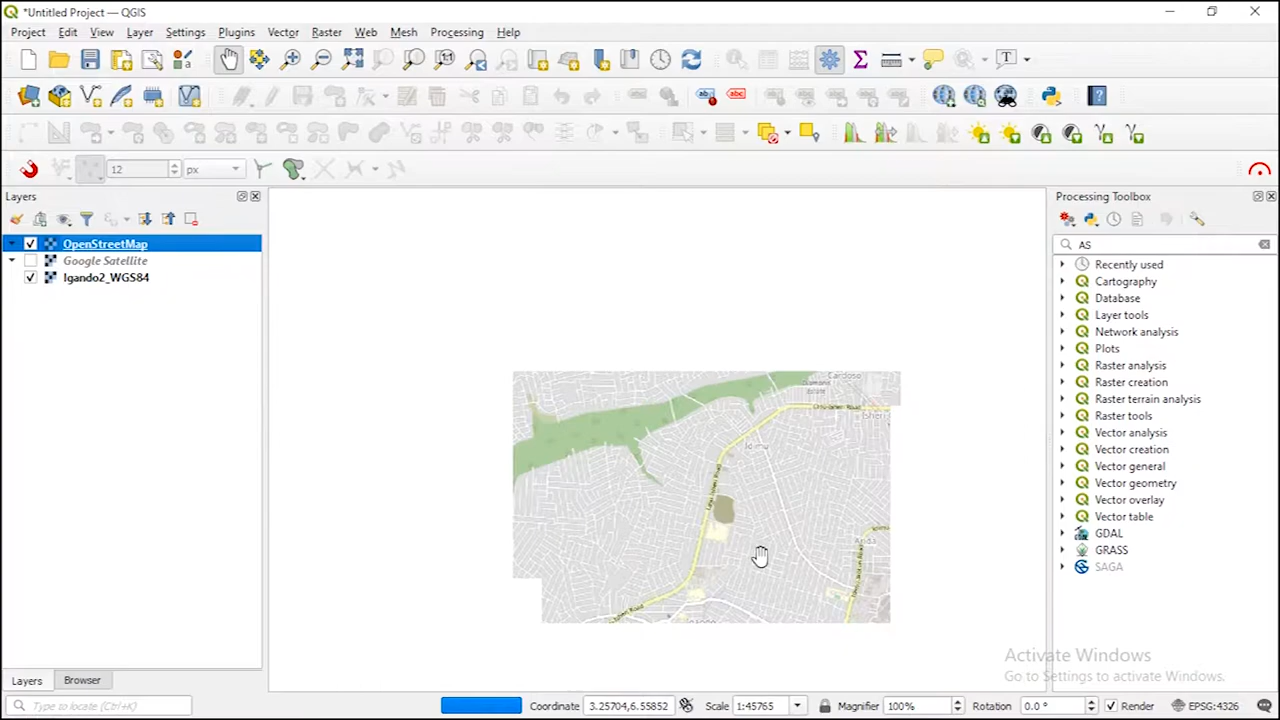 *Untitled Project — QGIS
Project Edit View Layer Settings Plugins Vector Raster Web Mesh Processing Help
abc abc
12 px
Layers
OpenStreetMap
Google Satellite
Igando2_WGS84
Processing Toolbox
AS
Recently used
Cartography
Database
Layer tools
Network analysis
Plots
Raster analysis
Raster creation
Raster terrain analysis
Raster tools
Vector analysis
Vector creation
Vector general
Vector geometry
Vector overlay
Vector table
GDAL
GRASS
SAGA
Cardoso
Activate Windows
Go to Settings to activate Windows.
Layers Browser
Type to locate (Ctrl+K) Coordinate 3.25704,6.55852 Scale 1:45765 Magnifier 100% Rotation 0.0 ° Render EPSG:4326